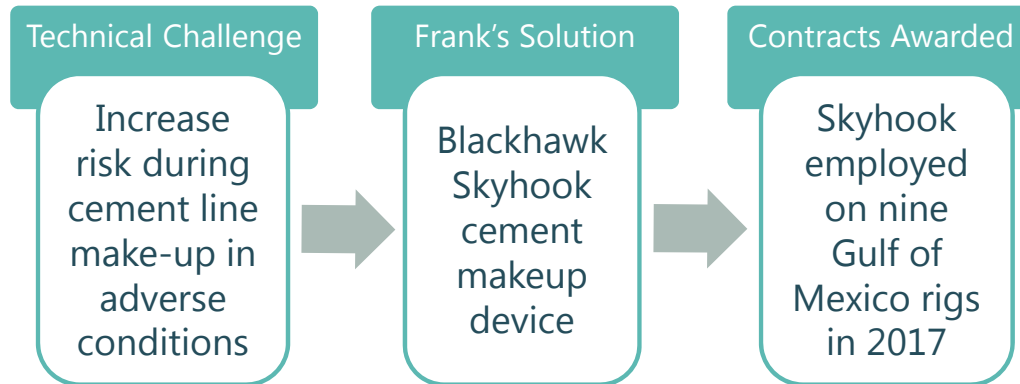 Technical Challenge
Increase
risk during
cement line
make-up in
adverse
conditions
Frank's Solution
Blackhawk
Skyhook
cement
makeup
device
Contracts Awarded
Skyhook
employed
on nine
Gulf of
Mexico rigs
in 2017